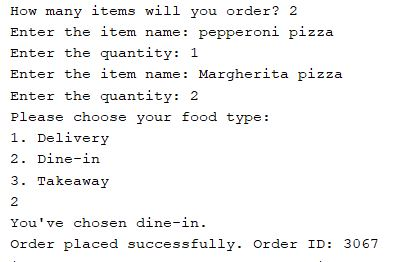 How many items will you order? 2
Enter the item name: pepperoni pizza
Enter the quantity: 1
Enter the item name: Margherita pizza
Enter the quantity: 2
Please choose your food type:
1. Delivery
2. Dine-in
3. Takeaway
2
You've chosen dine-in.
Order placed successfully. Order ID: 3067